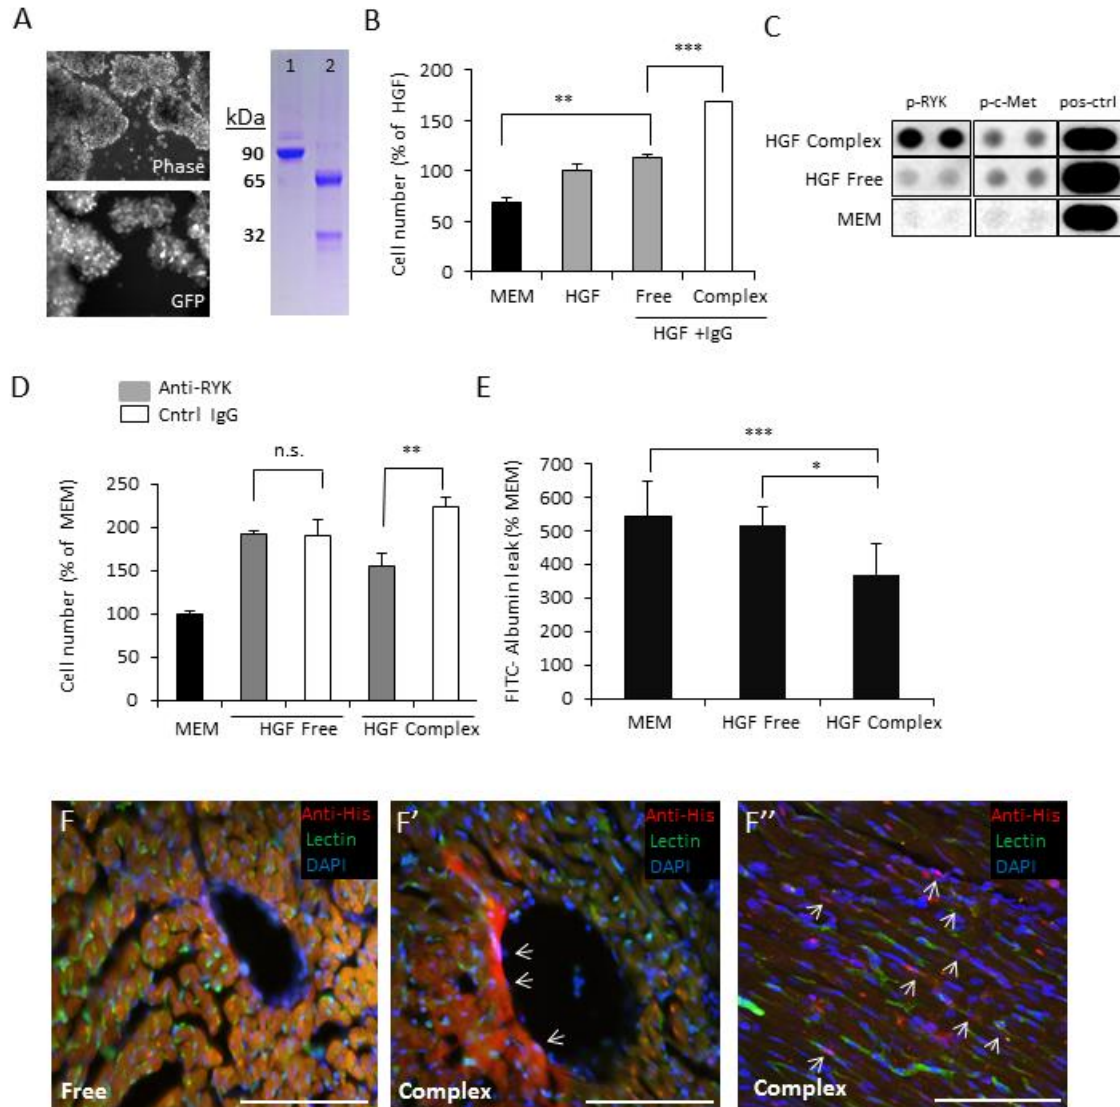 A
Phase
GFP
kDa
90
65
32
1 2
B
Cell number (% of HGF)
200
150
100
50
0
**
***
MEM HGF Free Complex
HGF +IgG
C
p-RYK p-c-Met pos-ctrl
HGF Complex
HGF Free
MEM
D
Anti-RYK
Cntrl IgG
Cell number (% of MEM)
250
200
150
100
50
0
n.s.
**
MEM HGF Free HGF Complex
E
FITC- Albumin leak (% MEM)
700
600
500
400
300
200
100
0
***
*
MEM HGF Free HGF Complex
F
Anti-His
Lectin
DAPI
Free
F'
Anti-His
Lectin
DAPI
Complex
F''
Anti-His
Lectin
DAPI
Complex